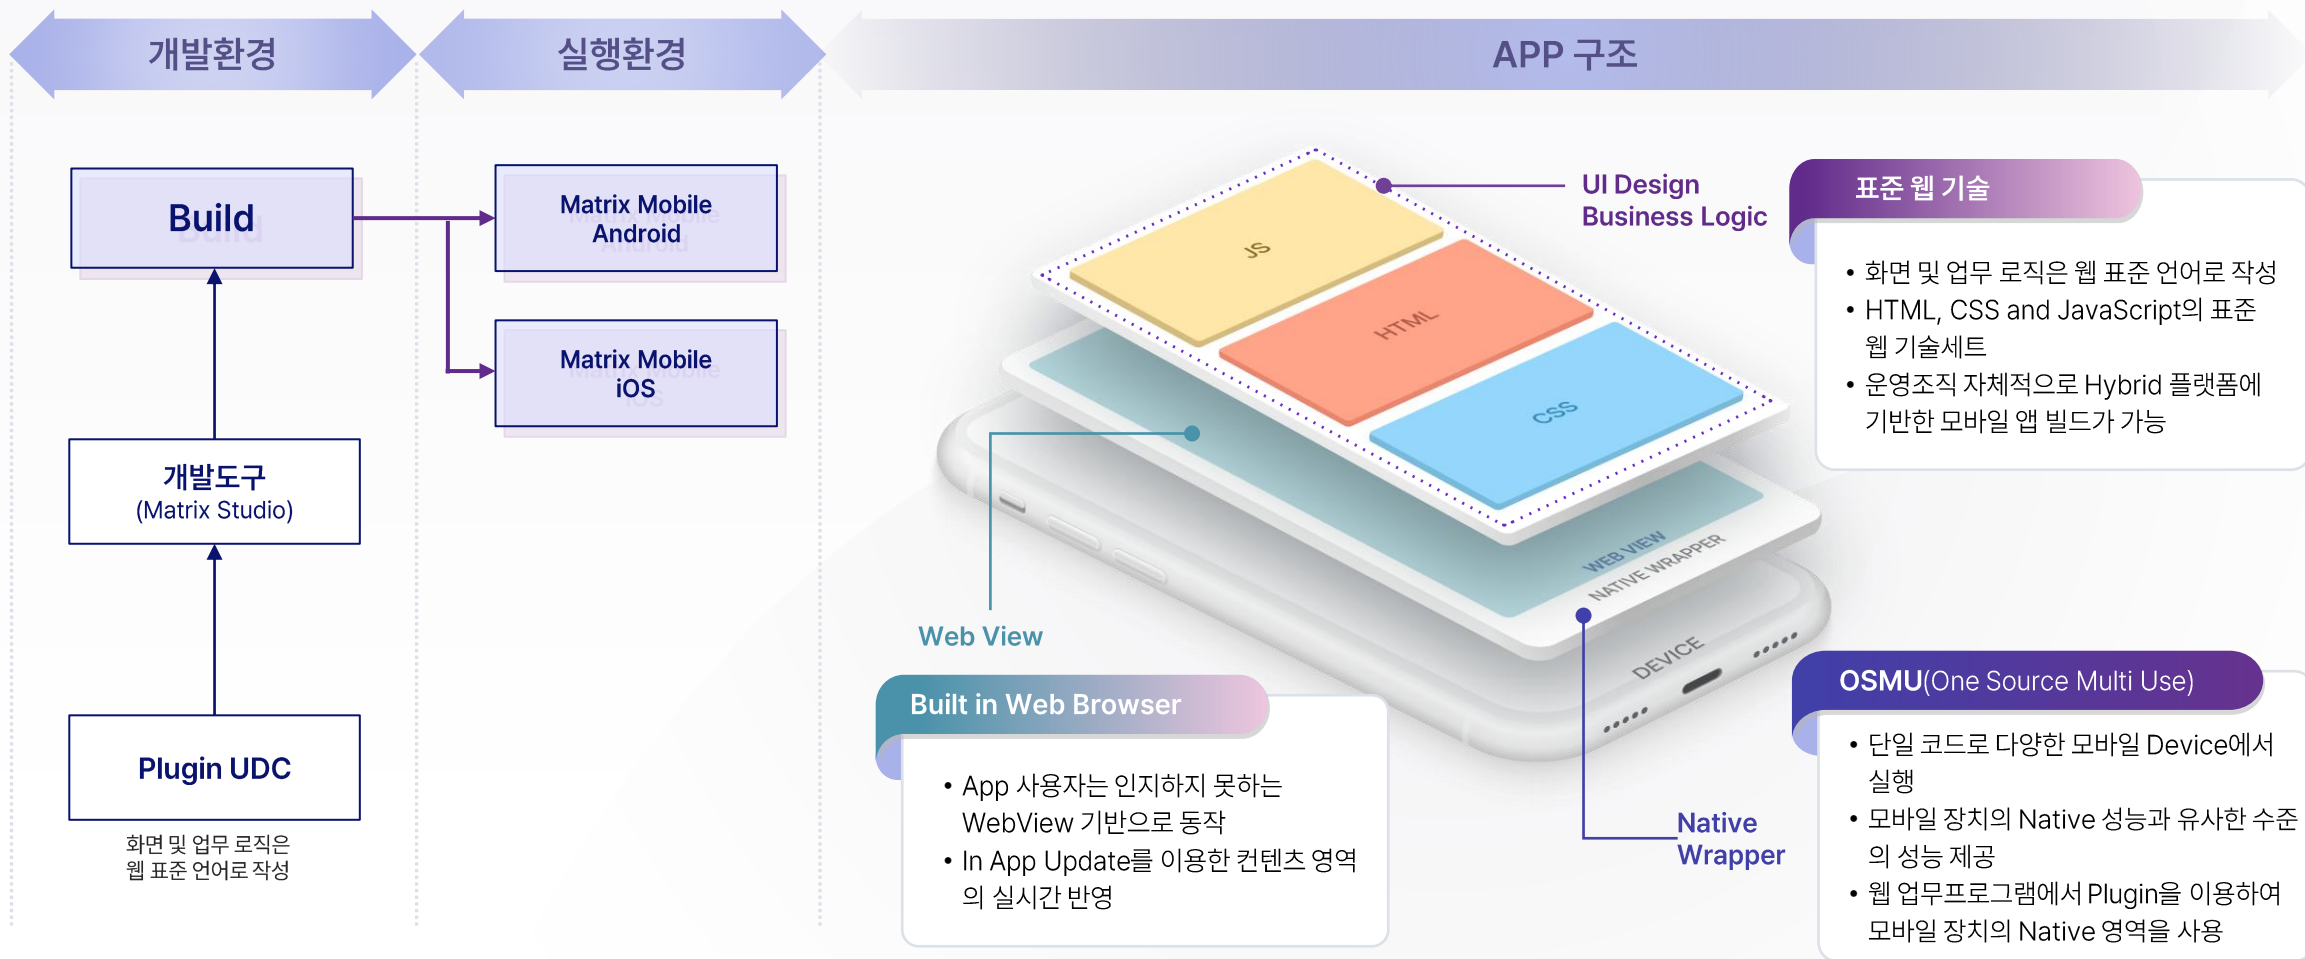 개발환경
실행환경
APP 구조
Build
Matrix Mobile
Android
Matrix Mobile
iOS
개발도구
(Matrix Studio)
Plugin UDC
화면 및 업무 로직은
웹 표준 언어로 작성
JS
HTML
CSS
WEB VIEW
NATIVE WRAPPER
DEVICE
UI Design
Business Logic
표준 웹 기술
• 화면 및 업무 로직은 웹 표준 언어로 작성
• HTML, CSS and JavaScript의 표준
웹 기술세트
• 운영조직 자체적으로 Hybrid 플랫폼에
기반한 모바일 앱 빌드가 가능
Web View
Built in Web Browser
• App 사용자는 인지하지 못하는
WebView 기반으로 동작
• In App Update를 이용한 컨텐츠 영역
의 실시간 반영
Native
Wrapper
OSMU(One Source Multi Use)
• 단일 코드로 다양한 모바일 Device에서
실행
• 모바일 장치의 Native 성능과 유사한 수준
의 성능 제공
• 웹 업무프로그램에서 Plugin을 이용하여
모바일 장치의 Native 영역을 사용